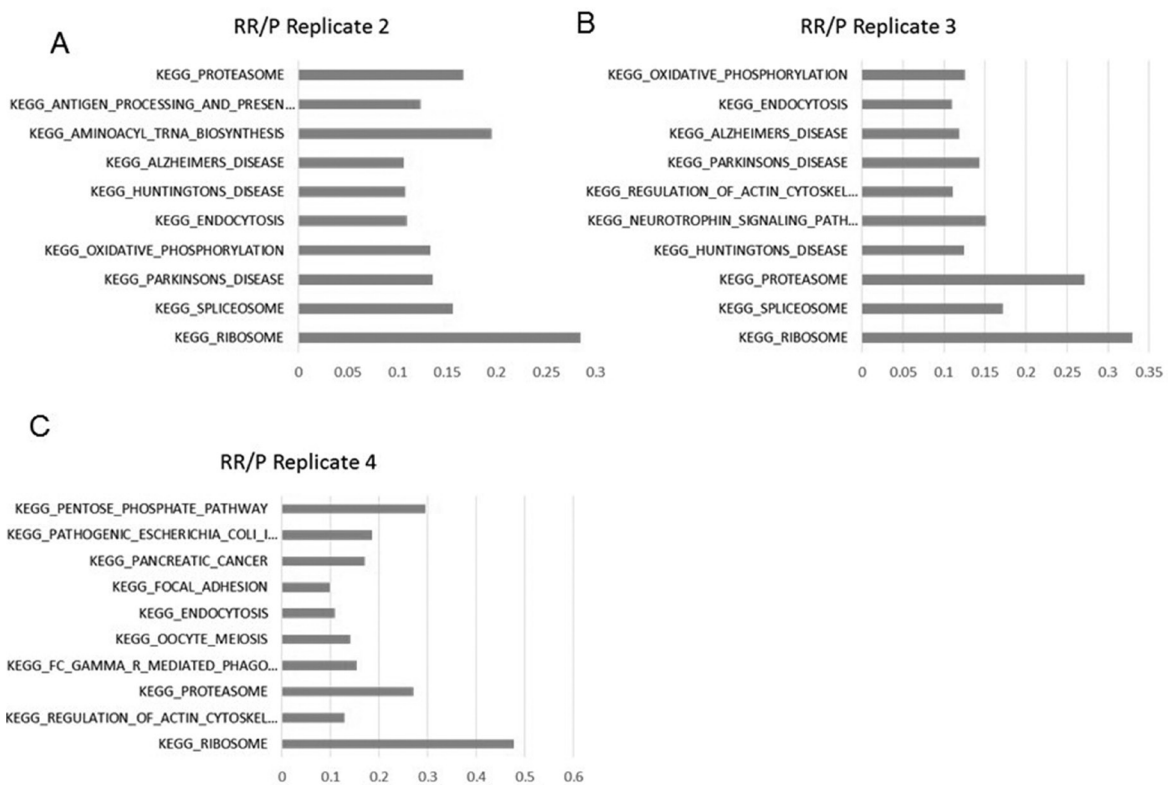 A
RR/P Replicate 2
KEGG_PROTEASOME
KEGG_ANTIGEN_PROCESSING_AND_PRESEN...
KEGG_AMINOACYL_TRNA_BIOSYNTHESIS
KEGG_ALZHEIMERS_DISEASE
KEGG_HUNTINGTONS_DISEASE
KEGG_ENDOCYTOSIS
KEGG_OXIDATIVE_PHOSPHORYLATION
KEGG_PARKINSONS_DISEASE
KEGG_SPLICEOSOME
KEGG_RIBOSOME
0 0.05 0.1 0.15 0.2 0.25 0.3
B
RR/P Replicate 3
KEGG_OXIDATIVE_PHOSPHORYLATION
KEGG_ENDOCYTOSIS
KEGG_ALZHEIMERS_DISEASE
KEGG_PARKINSONS_DISEASE
KEGG_REGULATION_OF_ACTIN_CYTOSKEL...
KEGG_NEUROTROPHIN_SIGNALING_PATH...
KEGG_HUNTINGTONS_DISEASE
KEGG_PROTEASOME
KEGG_SPLICEOSOME
KEGG_RIBOSOME
0 0.05 0.1 0.15 0.2 0.25 0.3 0.35
C
RR/P Replicate 4
KEGG_PENTOSE_PHOSPHATE_PATHWAY
KEGG_PATHOGENIC_ESCHERICHIA_COLI_I...
KEGG_PANCREATIC_CANCER
KEGG_FOCAL_ADHESION
KEGG_ENDOCYTOSIS
KEGG_OOCYTE_MEIOSIS
KEGG_FC_GAMMA_R_MEDIATED_PHAGO...
KEGG_PROTEASOME
KEGG_REGULATION_OF_ACTIN_CYTOSKEL...
KEGG_RIBOSOME
0 0.1 0.2 0.3 0.4 0.5 0.6